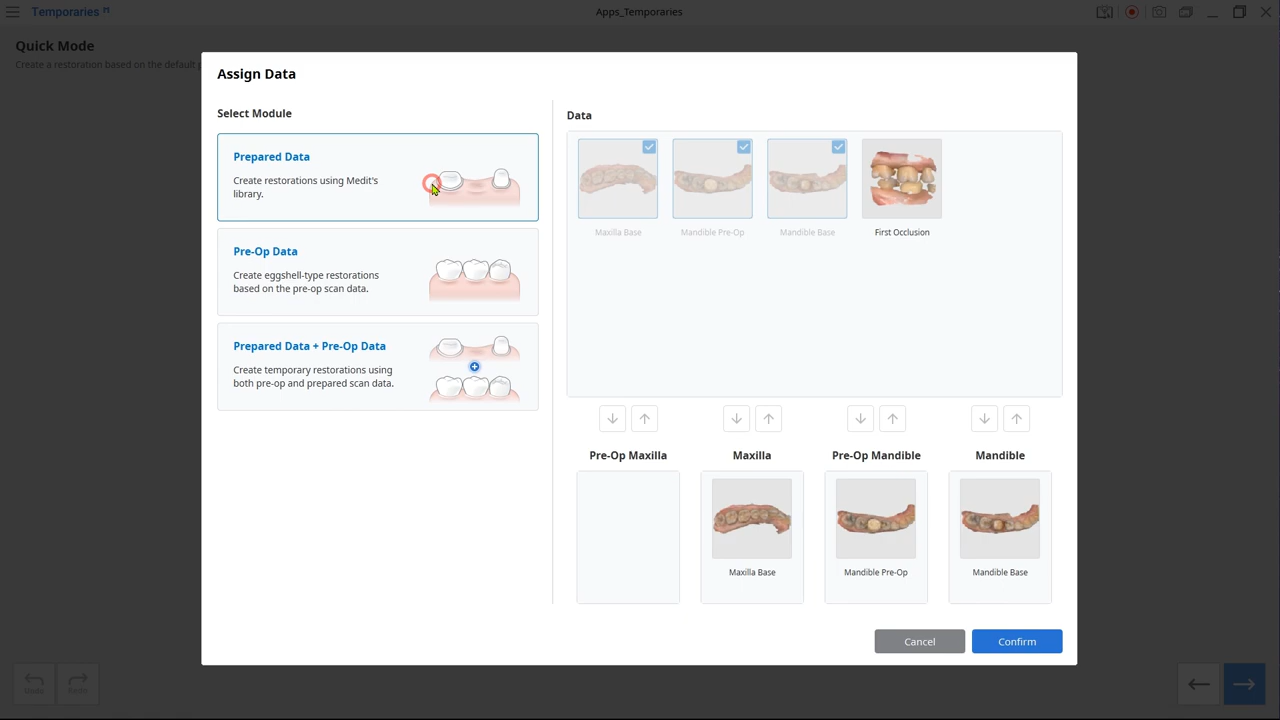 Temporaries
Apps_Temporaries
Quick Mode
Create a restoration based on the default
Assign Data
Select Module
Prepared Data
Create restorations using Medit's
library.
Pre-Op Data
Create eggshell-type restorations
based on the pre-op scan data.
Prepared Data + Pre-Op Data
Create temporary restorations using
both pre-op and prepared scan data.
Data
Maxilla Base
Mandible Pre-Op
Mandible Base
First Occlusion
Pre-Op Maxilla
Maxilla
Pre-Op Mandible
Mandible
Maxilla Base
Mandible Pre-Op
Mandible Base
Cancel
Confirm
Undo
Redo